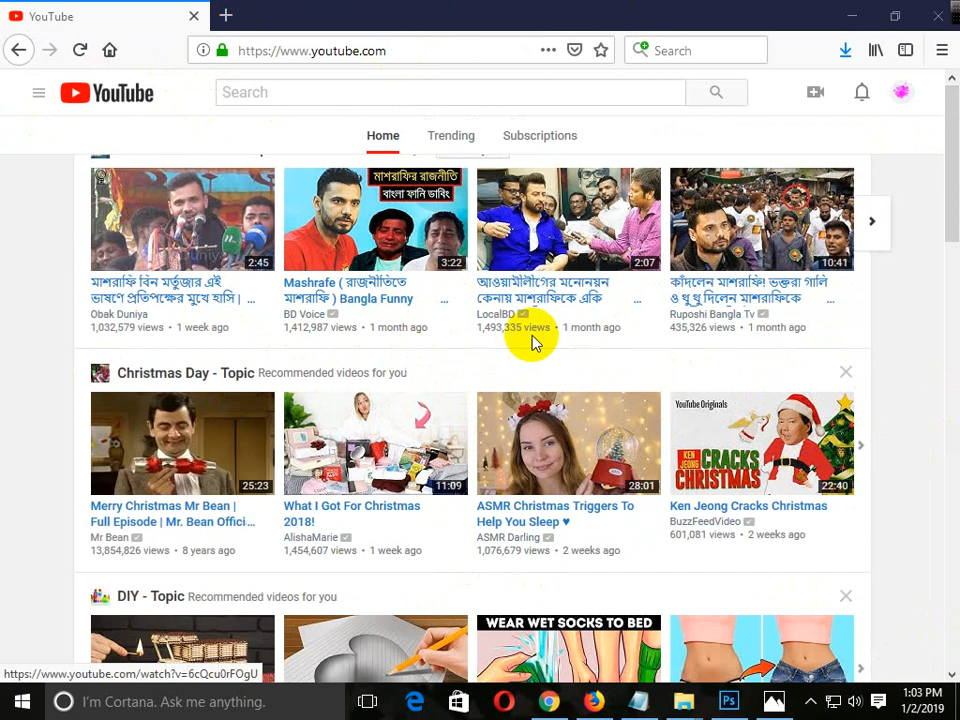 YouTube
https://www.youtube.com
Search
YouTube
Search
Home
Trending
Subscriptions
মাশরাফির রাজনীতি
বাংলা ফানি ডাবিং
2:45
3:22
2:07
10:41
মাশরাফি বিন মর্তুজার এই
ভাষণে প্রতিপক্ষের মুখে হাসি | ...
Obak Duniya
1,032,579 views • 1 week ago
Mashrafe ( রাজনীতিতে
মাশরাফি ) Bangla Funny ...
BD Voice
1,412,987 views • 1 month ago
আওয়ামীলীগের মনোনয়ন
কেনায় মাশরাফিকে একি ...
LocalBD
1,493,335 views • 1 month ago
কাঁদলেন মাশরাফি! ভক্তরা গালি
ও থু থু দিলেন মাশরাফিকে ...
Ruposhi Bangla Tv
435,326 views • 1 month ago
Christmas Day - Topic Recommended videos for you
25:23
11:09
28:01
YouTube Originals
KEN JEONG CRACKS CHRISTMAS
22:40
Merry Christmas Mr Bean |
Full Episode | Mr. Bean Offici...
Mr Bean
13,854,826 views • 8 years ago
What I Got For Christmas
2018!
AlishaMarie
1,454,607 views • 1 week ago
ASMR Christmas Triggers To
Help You Sleep ♥
ASMR Darling
1,076,679 views • 2 weeks ago
Ken Jeong Cracks Christmas
BuzzFeedVideo
601,081 views • 2 weeks ago
DIY - Topic Recommended videos for you
WEAR WET SOCKS TO BED
https://www.youtube.com/watch?v=6cQcu0rFOgU
I'm Cortana. Ask me anything.
1:03 PM
1/2/2019